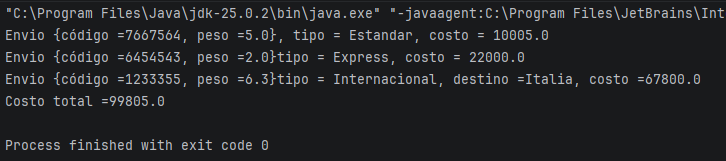 "C:\Program Files\Java\jdk-25.0.2\bin\java.exe" "-javaagent:C:\Program Files\JetBrains\Int
Envio {código =7667564, peso =5.0}, tipo = Estandar, costo = 10005.0
Envio {código =6454543, peso =2.0}tipo = Express, costo = 22000.0
Envio {código =1233355, peso =6.3}tipo = Internacional, destino =Italia, costo =67800.0
Costo total =99805.0
Process finished with exit code 0